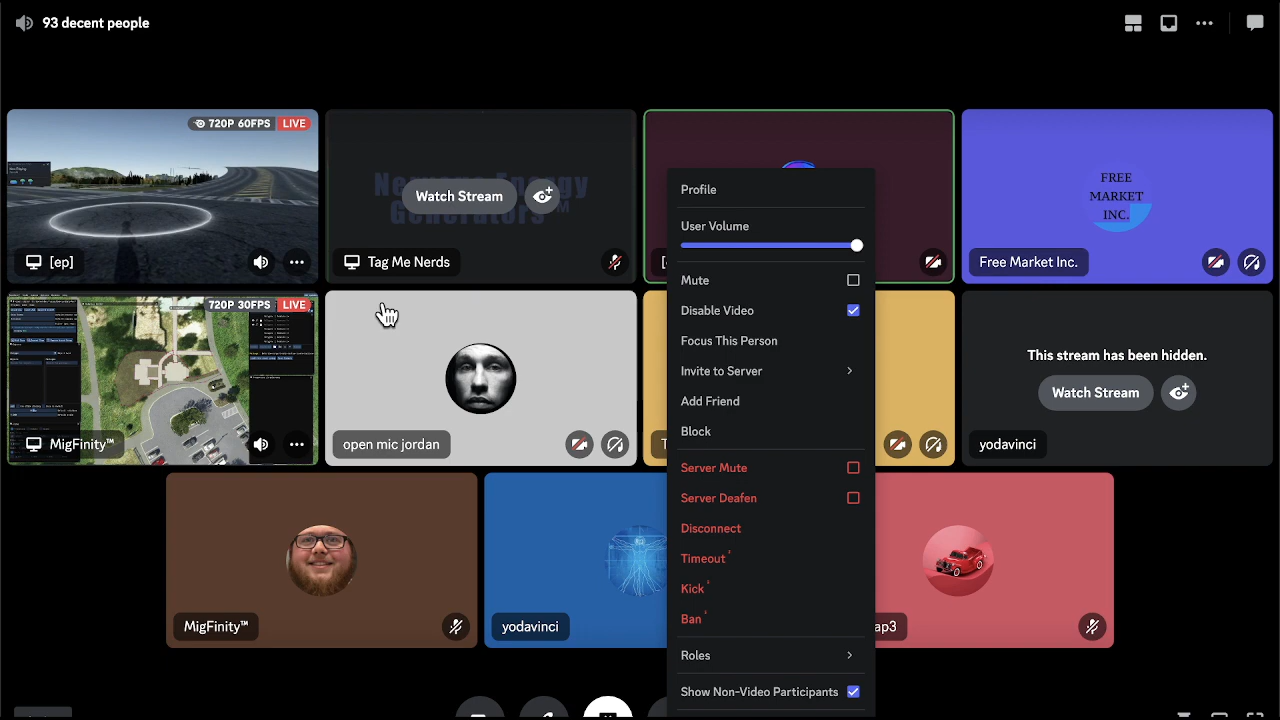 93 decent people
720P 60FPS LIVE
[ep]
Watch Stream
Tag Me Nerds
FREE
MARKET
INC.
Free Market Inc.
Profile
User Volume
Mute
Disable Video
Focus This Person
Invite to Server
Add Friend
Block
Server Mute
Server Deafen
Disconnect
Timeout
Kick
Ban
Roles
Show Non-Video Participants
720P 30FPS LIVE
MigFinity™
open mic jordan
This stream has been hidden.
Watch Stream
yodavinci
MigFinity™
yodavinci
ap3